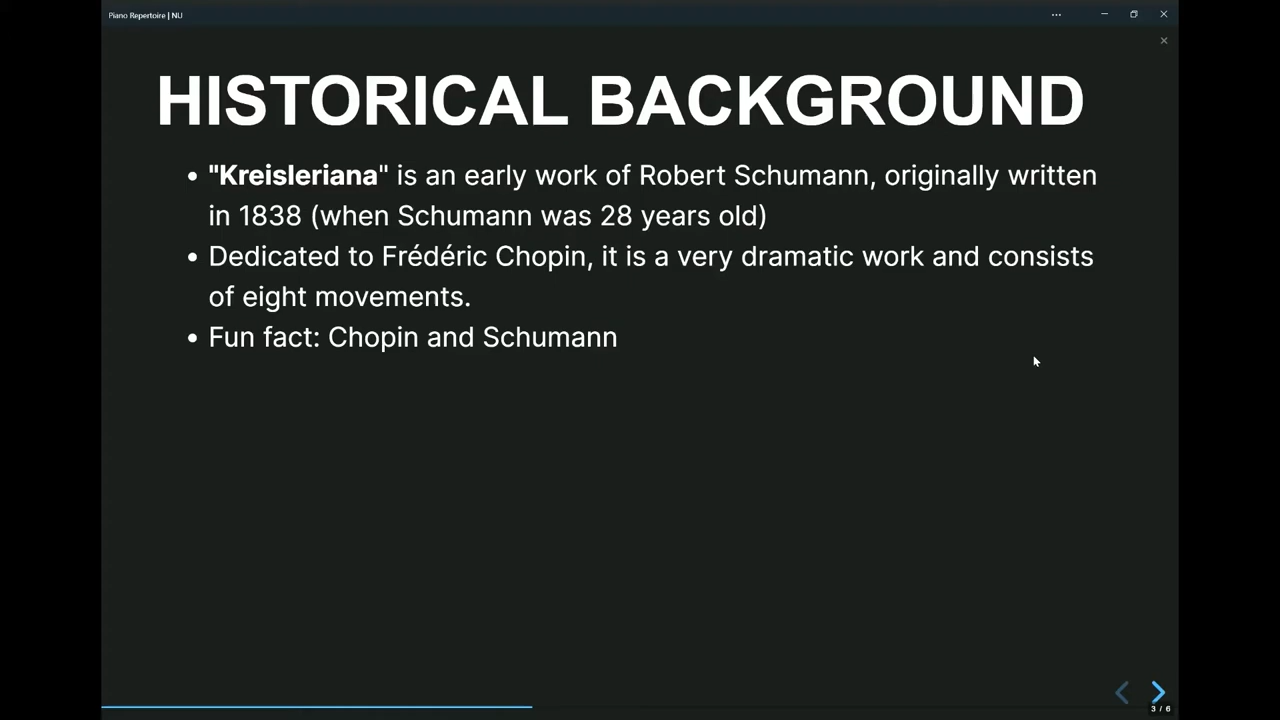 Piano Repertoire | NU
HISTORICAL BACKGROUND
• "Kreisleriana" is an early work of Robert Schumann, originally written
in 1838 (when Schumann was 28 years old)
• Dedicated to Frédéric Chopin, it is a very dramatic work and consists
of eight movements.
• Fun fact: Chopin and Schumann
3 / 6